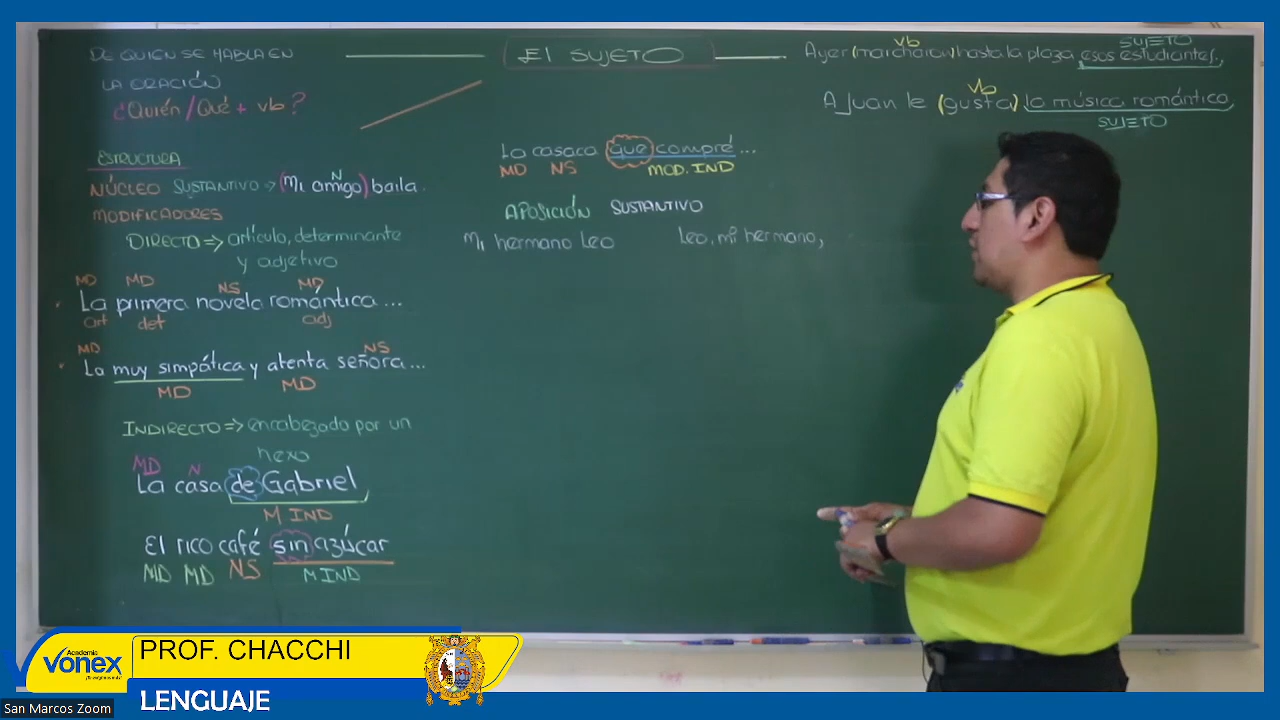 DE QUIEN SE HABLA EN
LA ORACIÓN
¿Quién/Qué + vb?
ESTRUCTURA
NÚCLEO SUSTANTIVO → (Mi amigo) baila.
N
MODIFICADORES
DIRECTO ⇒ artículo, determinante
y adjetivo
MD MD NS MD
La primera novela romántica...
art det adj
MD NS
La muy simpática y atenta señora...
MD MD
INDIRECTO ⇒ encabezado por un
nexo
MD N
La casa de Gabriel
M IND
El rico café sin azúcar
MD MD NS M IND
El SUJETO
La casaca que compré...
MD NS MOD. IND
APOSICIÓN SUSTANTIVO
Mi hermano Leo Leo, mi hermano,
vb SUJETO
Ayer (marcharon) hasta la plaza esos estudiantes.
vb
A Juan le (gusta) la música romántica.
SUJETO
Academia
vonex
PROF. CHACCHI
LENGUAJE
San Marcos Zoom